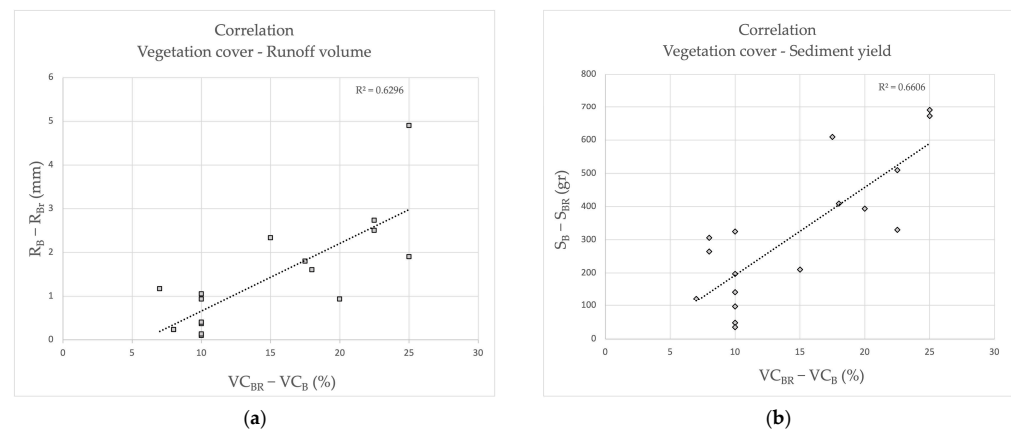 Correlation
Vegetation cover - Runoff volume
R² = 0.6296
6
5
4
3
2
1
0
R_B – R_Br (mm)
0 5 10 15 20 25 30
VC_BR – VC_B (%)
(a)
Correlation
Vegetation cover - Sediment yield
R² = 0.6606
800
700
600
500
400
300
200
100
0
S_B – S_BR (gr)
0 5 10 15 20 25 30
VC_BR – VC_B (%)
(b)